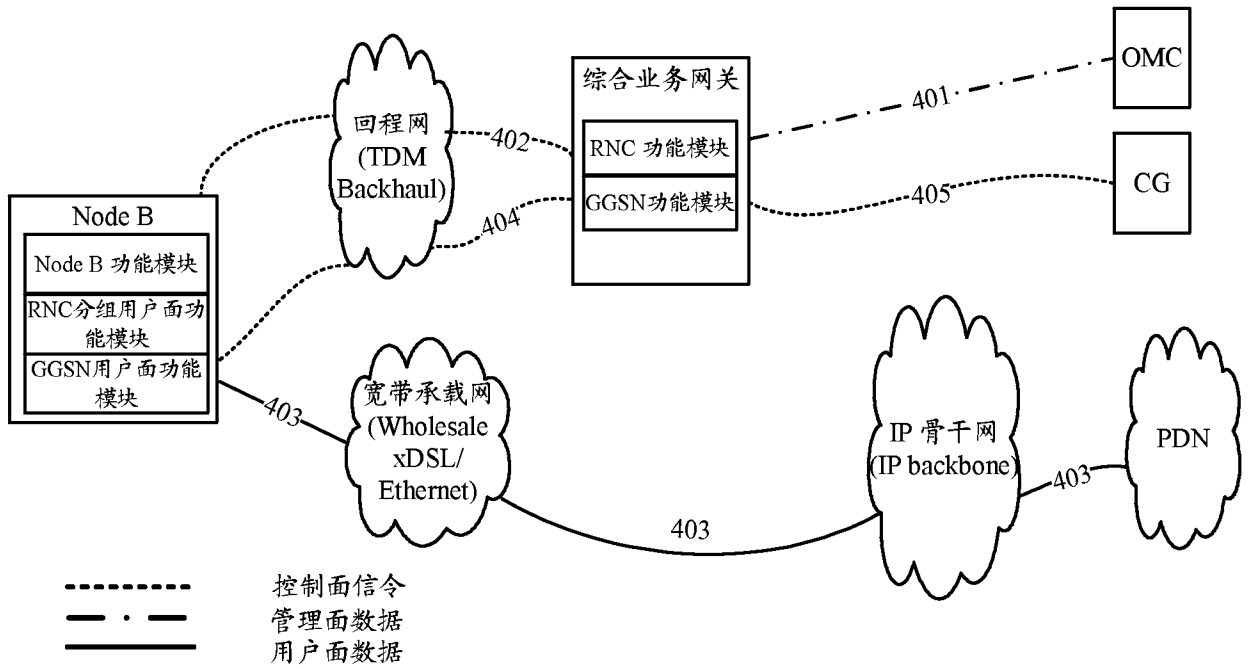 OMC
综合业务网关
401
回程网
(TDM
Backhaul)
402
RNC 功能模块
CG
GGSN功能模块
405
Node B
404
Node B 功能模块
RNC分组用户面功
能模块
GGSN用户面功能
模块
403
宽带承载网
(Wholesale
xDSL/
Ethernet)
IP 骨干网
(IP backbone)
PDN
403
403
控制面信令
管理面数据
用户面数据